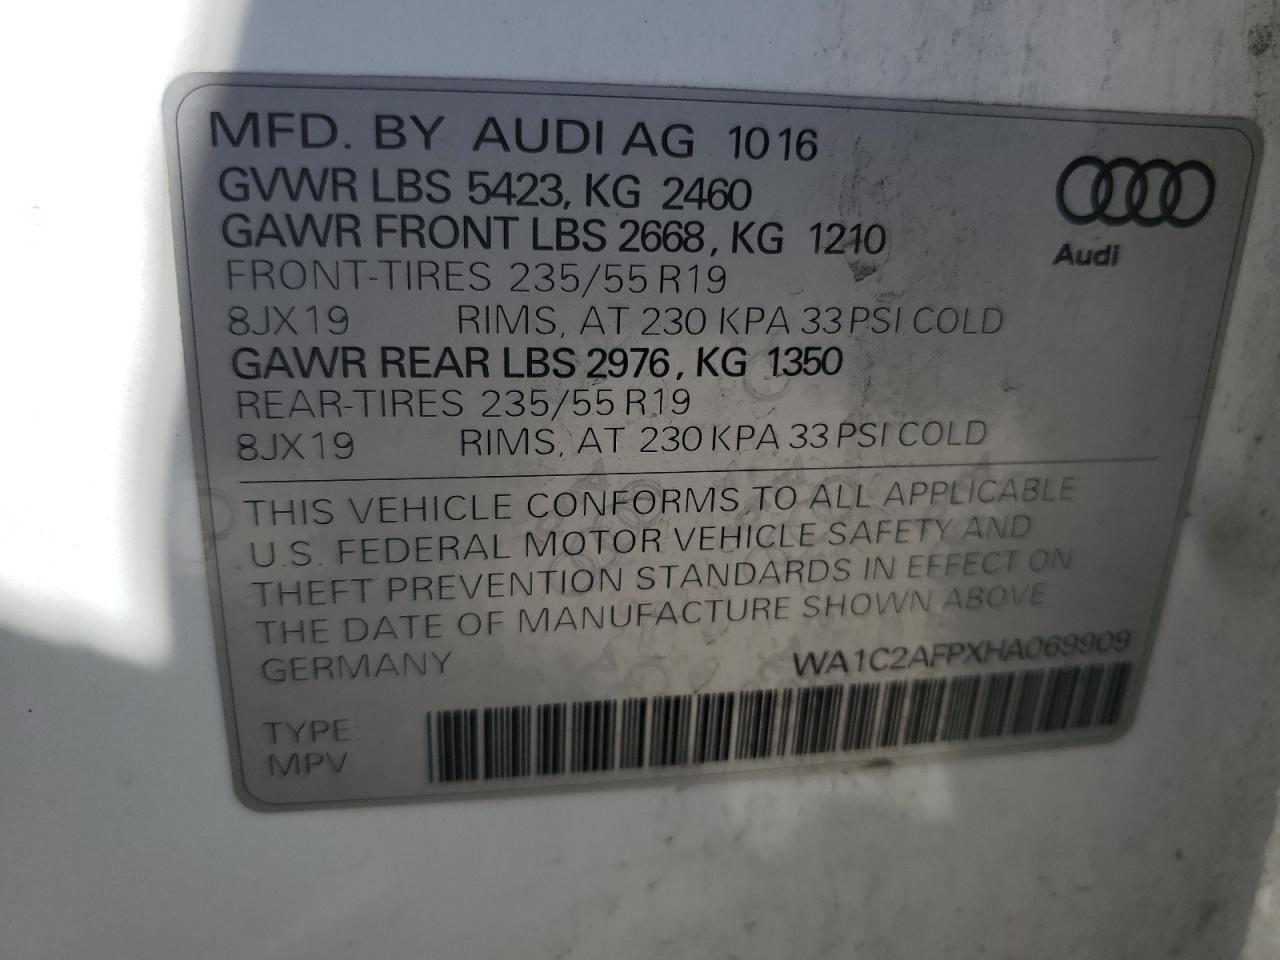 MFD. BY AUDI AG 1016
GVWR LBS 5423, KG 2460
GAWR FRONT LBS 2668, KG 1210
FRONT-TIRES 235/55 R19
8JX19 RIMS, AT 230 KPA 33 PSI COLD
GAWR REAR LBS 2976, KG 1350
REAR-TIRES 235/55 R19
8JX19 RIMS, AT 230 KPA 33 PSI COLD
Audi
THIS VEHICLE CONFORMS TO ALL APPLICABLE
U.S. FEDERAL MOTOR VEHICLE SAFETY AND
THEFT PREVENTION STANDARDS IN EFFECT ON
THE DATE OF MANUFACTURE SHOWN ABOVE
GERMANY WA1C2AFPXHA069909
TYPE:
MPV